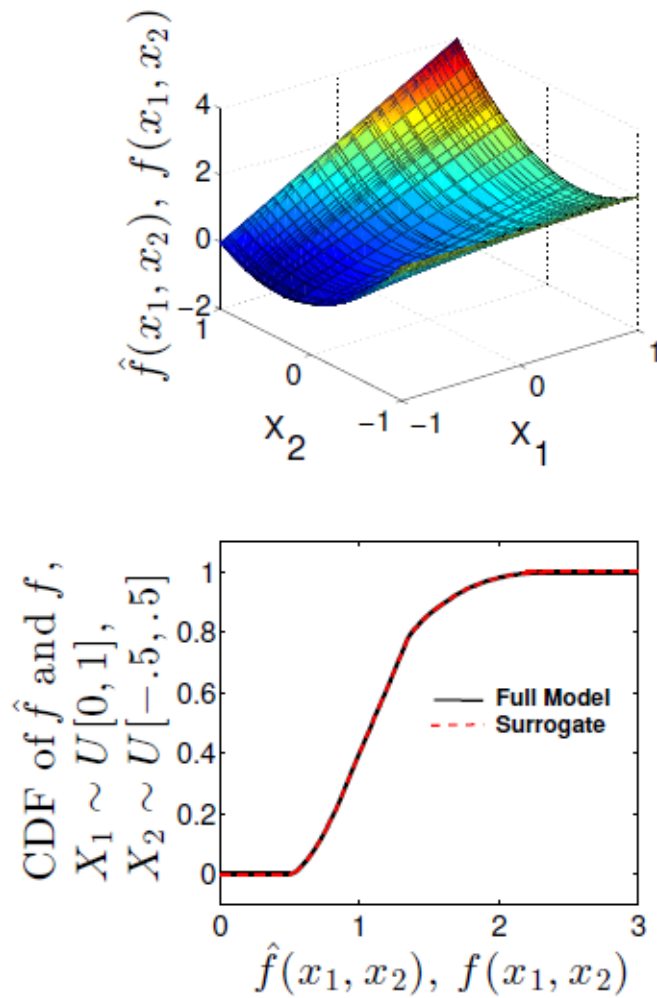 f̂(x₁, x₂), f(x₁, x₂)
4
2
0
−2
1
0
−1
X₂
−1
0
1
X₁
CDF of f̂ and f,
X₁ ∼ U[0, 1],
X₂ ∼ U[−.5, .5]
1
0.8
0.6
0.4
0.2
0
Full Model
Surrogate
0 1 2 3
f̂(x₁, x₂), f(x₁, x₂)